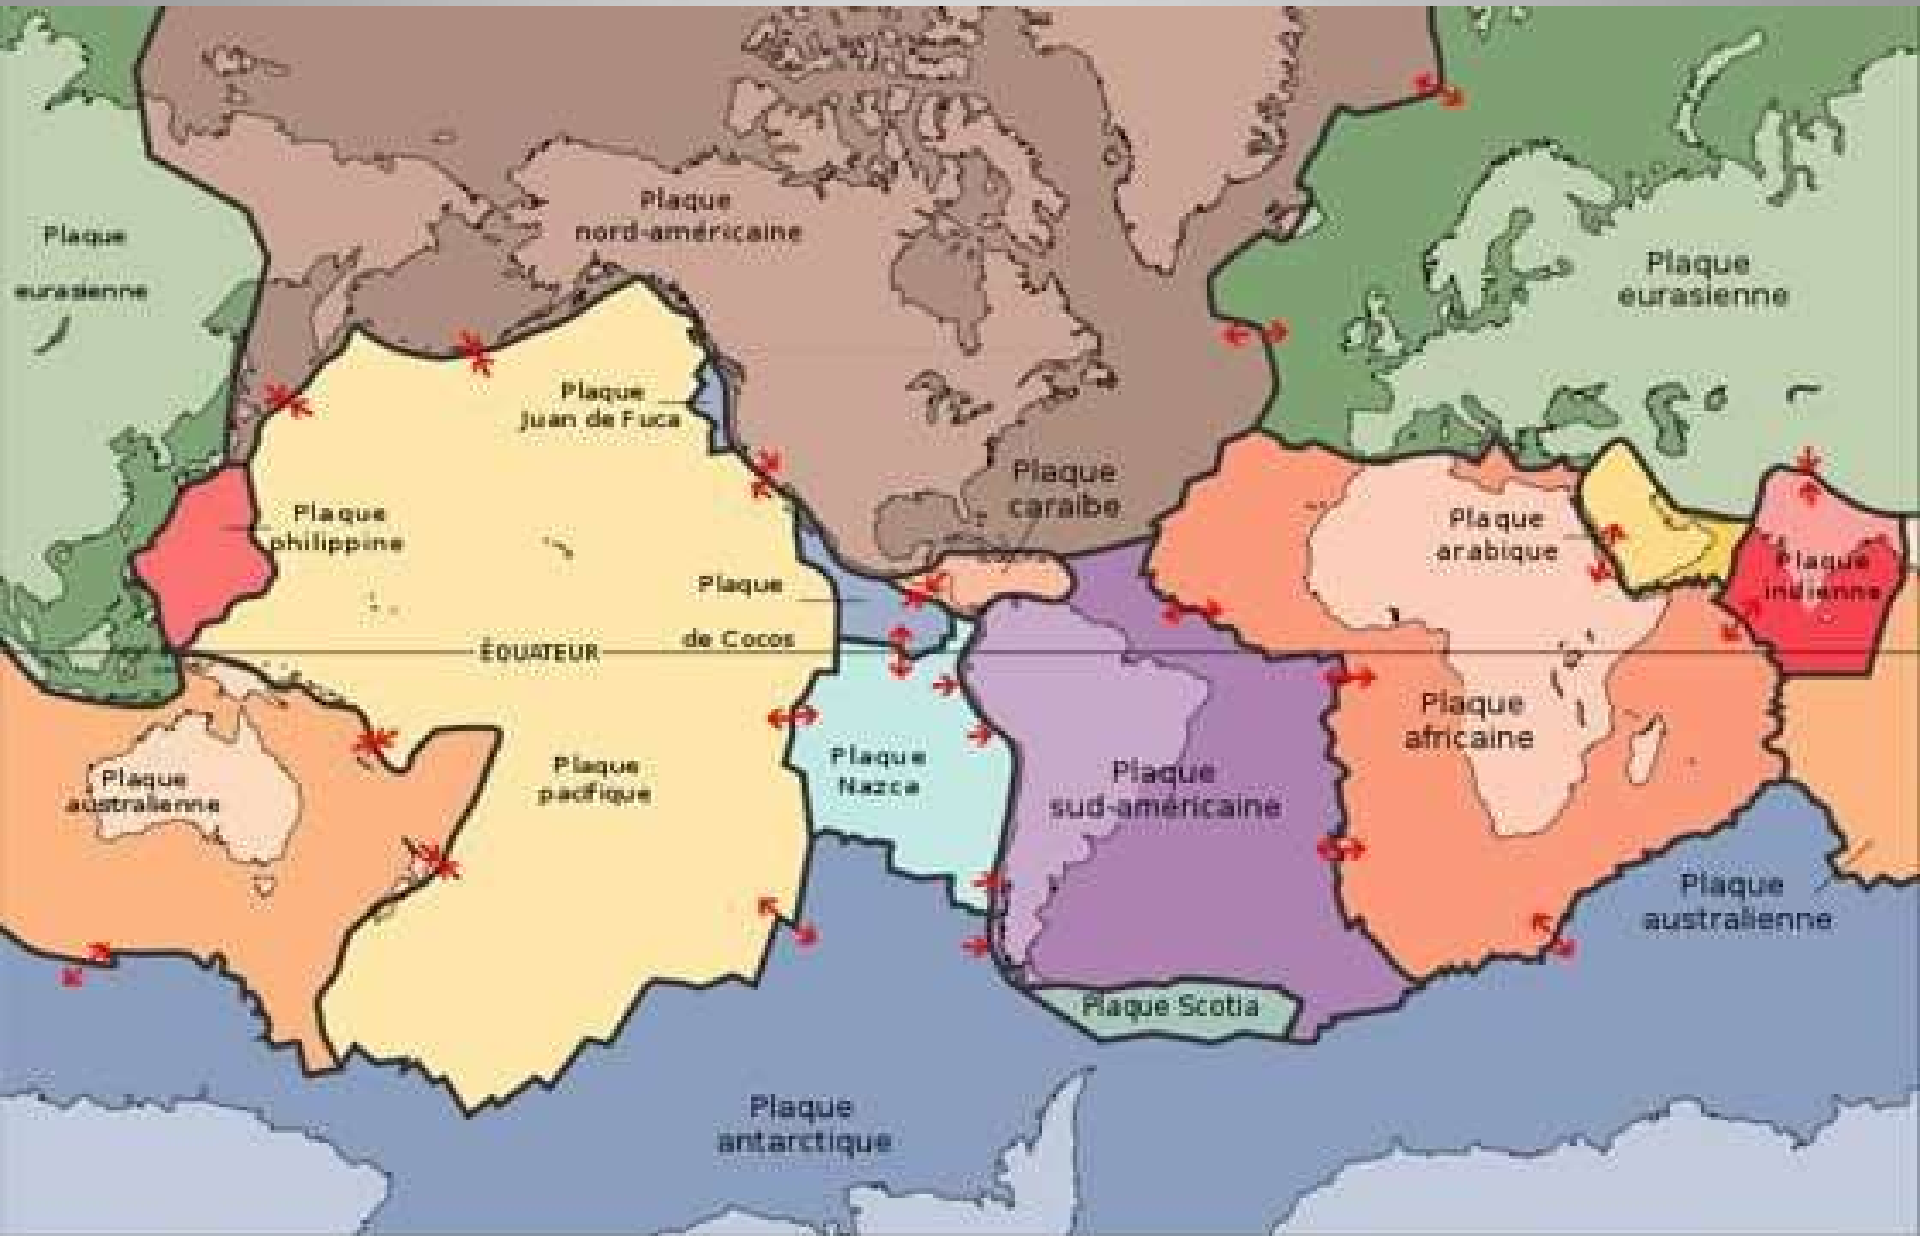 Plaque
nord-américaine
Plaque
eurasienne
Plaque
eurasienne
Plaque
Juan de Fuca
Plaque
caraïbe
Plaque
philippine
Plaque
arabique
Plaque
indienne
Plaque
de Cocos
ÉQUATEUR
Plaque
africaine
Plaque
australienne
Plaque
pacifique
Plaque
Nazca
Plaque
sud-américaine
Plaque
australienne
Plaque Scotia
Plaque
antarctique